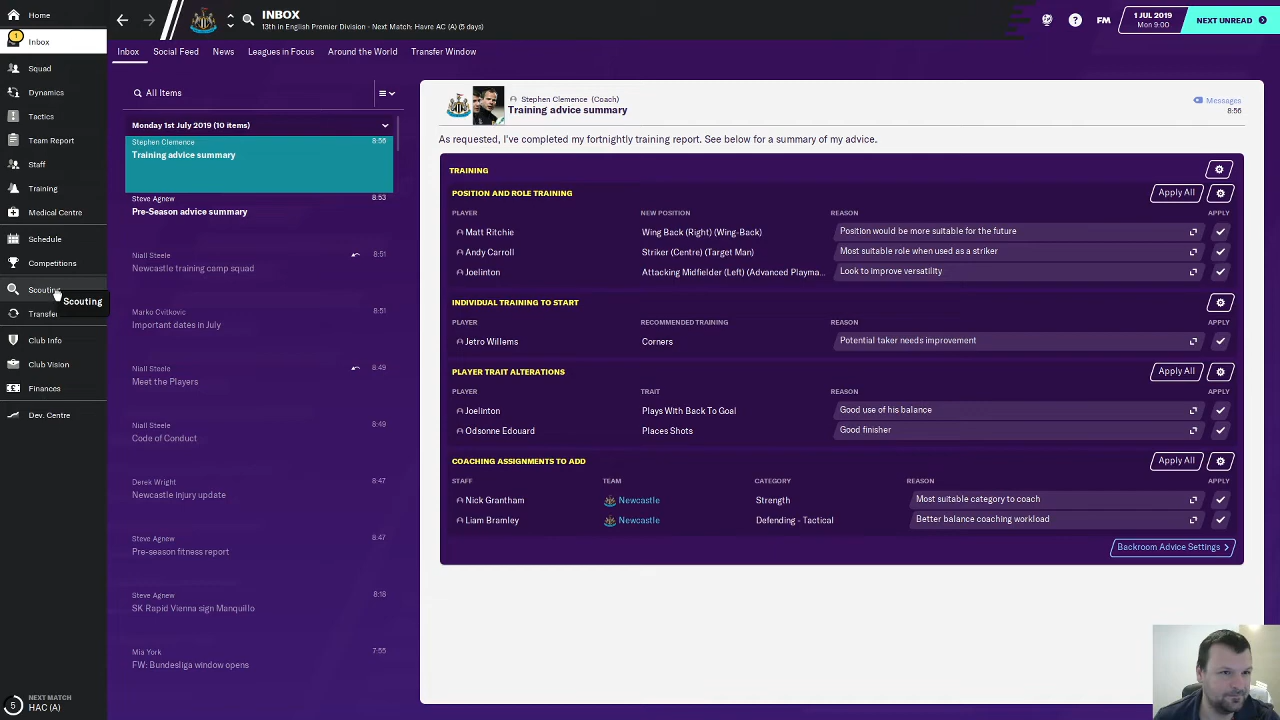 Home
INBOX
13th in English Premier Division - Next Match: Havre AC (A) (5 days)
FM
1 JUL 2019
MON 9:00
NEXT UNREAD
1
Inbox
Squad
Dynamics
Tactics
Team Report
Staff
Training
Medical Centre
Schedule
Competitions
Scouting
Scouting
Transfe
Club Info
Club Vision
Finances
Dev. Centre
5
NEXT MATCH
HAC (A)
Inbox Social Feed News Leagues in Focus Around the World Transfer Window
All Items
Monday 1st July 2019 (10 items)
Stephen Clemence 8:56
Training advice summary
Steve Agnew 8:53
Pre-Season advice summary
Niall Steele 8:51
Newcastle training camp squad
Marko Cvitkovic 8:51
Important dates in July
Niall Steele 8:49
Meet the Players
Niall Steele 8:49
Code of Conduct
Derek Wright 8:47
Newcastle injury update
Steve Agnew 8:47
Pre-season fitness report
Steve Agnew 8:18
SK Rapid Vienna sign Manquillo
Mia York 7:55
FW: Bundesliga window opens
Stephen Clemence (Coach)
Training advice summary
Messages
8:56
As requested, I've completed my fortnightly training report. See below for a summary of my advice.
TRAINING
POSITION AND ROLE TRAINING Apply All
PLAYER NEW POSITION REASON APPLY
Matt Ritchie Wing Back (Right) (Wing-Back) Position would be more suitable for the future
Andy Carroll Striker (Centre) (Target Man) Most suitable role when used as a striker
Joelinton Attacking Midfielder (Left) (Advanced Playma... Look to improve versatility
INDIVIDUAL TRAINING TO START
PLAYER RECOMMENDED TRAINING REASON APPLY
Jetro Willems Corners Potential taker needs improvement
PLAYER TRAIT ALTERATIONS Apply All
PLAYER TRAIT REASON APPLY
Joelinton Plays With Back To Goal Good use of his balance
Odsonne Edouard Places Shots Good finisher
COACHING ASSIGNMENTS TO ADD Apply All
STAFF TEAM CATEGORY REASON APPLY
Nick Grantham Newcastle Strength Most suitable category to coach
Liam Bramley Newcastle Defending - Tactical Better balance coaching workload
Backroom Advice Settings